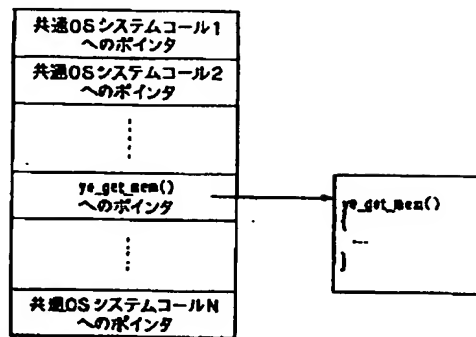 共通OSシステムコール1
へのポインタ
共通OSシステムコール2
へのポインタ
ye_get_mem()
へのポインタ
共通OSシステムコールN
へのポインタ
ye_get_mem()
{
...
}